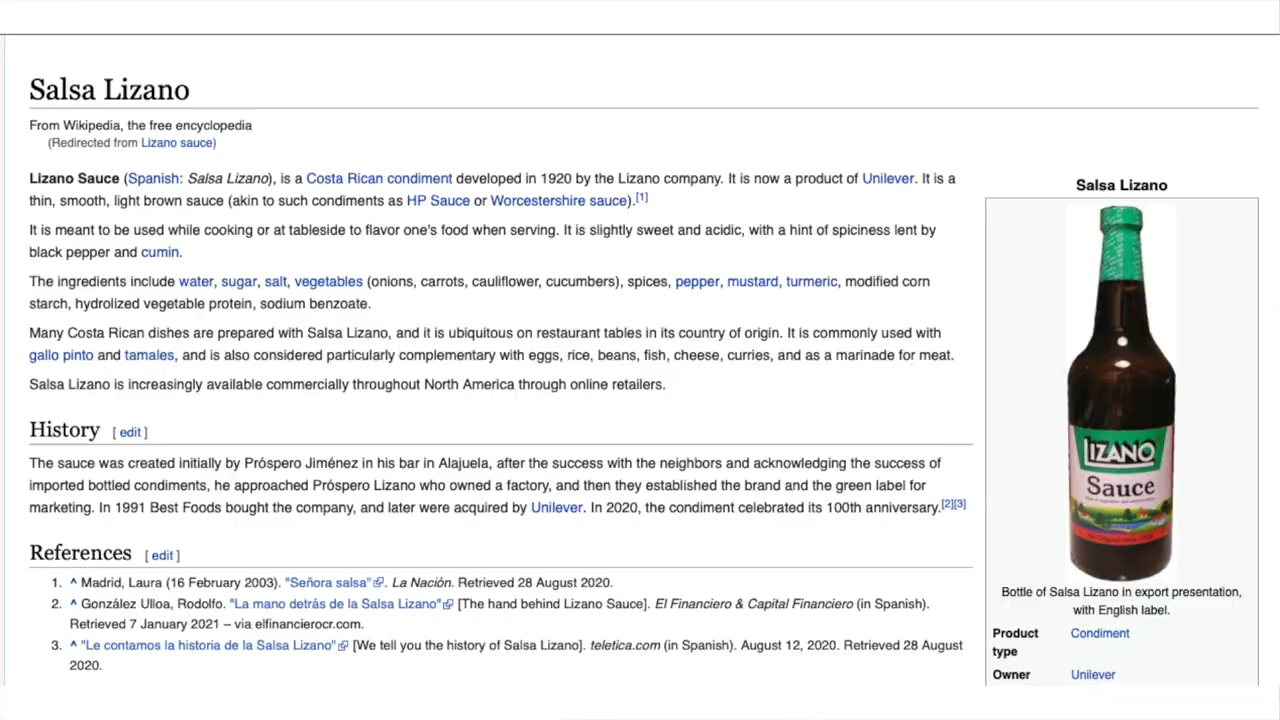 Salsa Lizano
From Wikipedia, the free encyclopedia
(Redirected from Lizano sauce)
Lizano Sauce (Spanish: Salsa Lizano), is a Costa Rican condiment developed in 1920 by the Lizano company. It is now a product of Unilever. It is a
thin, smooth, light brown sauce (akin to such condiments as HP Sauce or Worcestershire sauce).[1]
It is meant to be used while cooking or at tableside to flavor one's food when serving. It is slightly sweet and acidic, with a hint of spiciness lent by
black pepper and cumin.
The ingredients include water, sugar, salt, vegetables (onions, carrots, cauliflower, cucumbers), spices, pepper, mustard, turmeric, modified corn
starch, hydrolized vegetable protein, sodium benzoate.
Many Costa Rican dishes are prepared with Salsa Lizano, and it is ubiquitous on restaurant tables in its country of origin. It is commonly used with
gallo pinto and tamales, and is also considered particularly complementary with eggs, rice, beans, fish, cheese, curries, and as a marinade for meat.
Salsa Lizano is increasingly available commercially throughout North America through online retailers.
History [ edit ]
The sauce was created initially by Próspero Jiménez in his bar in Alajuela, after the success with the neighbors and acknowledging the success of
imported bottled condiments, he approached Próspero Lizano who owned a factory, and then they established the brand and the green label for
marketing. In 1991 Best Foods bought the company, and later were acquired by Unilever. In 2020, the condiment celebrated its 100th anniversary.[2][3]
References [ edit ]
1. ^ Madrid, Laura (16 February 2003). "Señora salsa". La Nación. Retrieved 28 August 2020.
2. ^ González Ulloa, Rodolfo. "La mano detrás de la Salsa Lizano" [The hand behind Lizano Sauce]. El Financiero & Capital Financiero (in Spanish).
Retrieved 7 January 2021 – via elfinancierocr.com.
3. ^ "Le contamos la historia de la Salsa Lizano" [We tell you the history of Salsa Lizano]. teletica.com (in Spanish). August 12, 2020. Retrieved 28 August
2020.
Salsa Lizano
LIZANO
Sauce
Bottle of Salsa Lizano in export presentation,
with English label.
Product
type
Condiment
Owner
Unilever